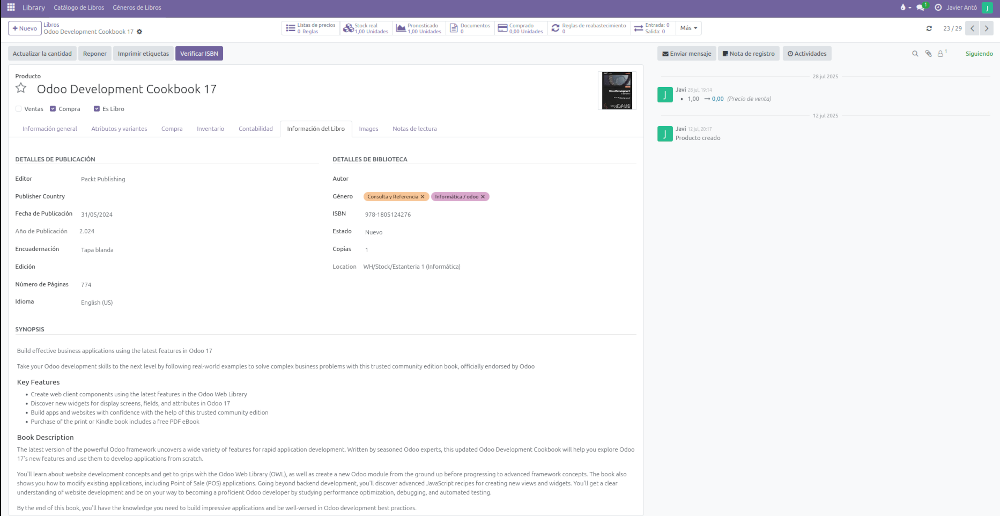 Library Catálogo de Libros Géneros de Libros 1 Javier Antó J
+ Nuevo Libros
Odoo Development Cookbook 17
Listas de precios
0 Reglas
Stock real
1,00 Unidades
Pronosticado
1,00 Unidades
Documentos
0
Comprado
0,00 Unidades
Reglas de reabastecimiento
0
Entrada: 0
Salida: 0
Más
23 / 29
Actualizar la cantidad Reponer Imprimir etiquetas Verificar ISBN
Enviar mensaje Nota de registro Actividades Siguiendo
Producto
Odoo Development Cookbook 17
Ventas Compra Es Libro
Información general Atributos y variantes Compra Inventario Contabilidad Información del Libro Images Notas de lectura
DETALLES DE PUBLICACIÓN
Editor Packt Publishing
Publisher Country
Fecha de Publicación 31/05/2024
Año de Publicación 2.024
Encuadernación Tapa blanda
Edición
Número de Páginas 774
Idioma English (US)
DETALLES DE BIBLIOTECA
Autor
Género Consulta y Referencia × Informática / odoo ×
ISBN 978-1805124276
Estado Nuevo
Copias 1
Location WH/Stock/Estantería 1 (Informática)
SYNOPSIS
Build effective business applications using the latest features in Odoo 17
Take your Odoo development skills to the next level by following real-world examples to solve complex business problems with this trusted community edition book, officially endorsed by Odoo
Key Features
• Create web client components using the latest features in the Odoo Web Library
• Discover new widgets for display screens, fields, and attributes in Odoo 17
• Build apps and websites with confidence with the help of this trusted community edition
• Purchase of the print or Kindle book includes a free PDF eBook
Book Description
The latest version of the powerful Odoo framework uncovers a wide variety of features for rapid application development. Written by seasoned Odoo experts, this updated Odoo Development Cookbook will help you explore Odoo
17's new features and use them to develop applications from scratch.
You'll learn about website development concepts and get to grips with the Odoo Web Library (OWL), as well as create a new Odoo module from the ground up before progressing to advanced framework concepts. The book also
shows you how to modify existing applications, including Point of Sale (POS) applications. Going beyond backend development, you'll discover advanced JavaScript recipes for creating new views and widgets. You'll get a clear
understanding of website development and be on your way to becoming a proficient Odoo developer by studying performance optimization, debugging, and automated testing.
By the end of this book, you'll have the knowledge you need to build impressive applications and be well-versed in Odoo development best practices.
28 jul 2025
J Javi
• 1,00 → 0,00 (Precio de venta)
12 jul 2025
J Javi
Producto creado